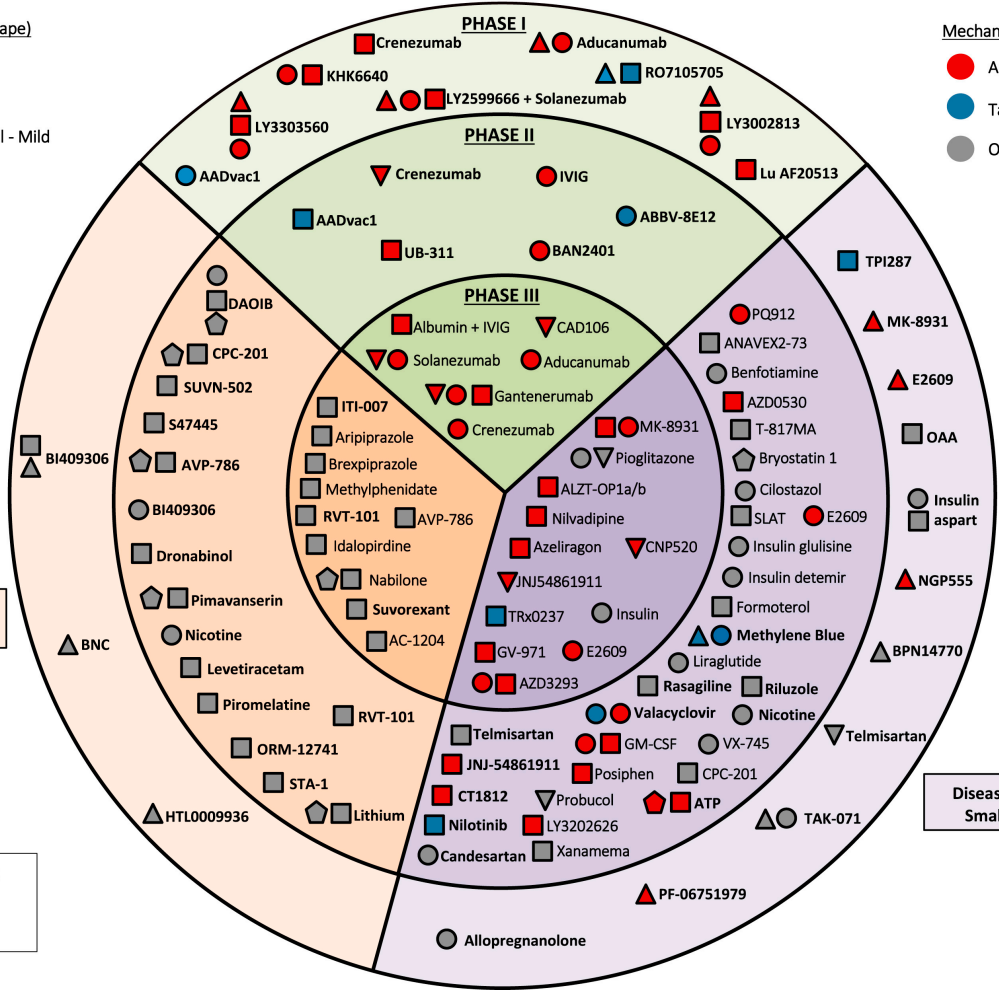 ape)
l - Mild
Mechan
A
Ta
O
PHASE I
Crenezumab
Aducanumab
KHK6640
RO7105705
LY2599666 + Solanezumab
LY3303560
LY3002813
AADvac1
Lu AF20513
PHASE II
Crenezumab
IVIG
AADvac1
ABBV-8E12
UB-311
BAN2401
PHASE III
Albumin + IVIG
CAD106
Solanezumab
Aducanumab
Gantenerumab
Crenezumab
DAOIB
CPC-201
SUVN-502
S47445
AVP-786
BI409306
BI409306
Dronabinol
Pimavanserin
Nicotine
BNC
Levetiracetam
Piromelatine
RVT-101
ORM-12741
STA-1
Lithium
HTL0009936
ITI-007
Aripiprazole
Brexpiprazole
Methylphenidate
RVT-101
AVP-786
Idalopirdine
Nabilone
Suvorexant
AC-1204
MK-8931
Pioglitazone
ALZT-OP1a/b
Nilvadipine
Azeliragon
CNP520
JNJ54861911
TRx0237
Insulin
GV-971
E2609
AZD3293
PQ912
ANAVEX2-73
Benfotiamine
AZD0530
T-817MA
Bryostatin 1
Cilostazol
SLAT
E2609
Insulin glulisine
Insulin detemir
Formoterol
Methylene Blue
Liraglutide
Rasagiline
Riluzole
Valacyclovir
Nicotine
Telmisartan
GM-CSF
VX-745
JNJ-54861911
Posiphen
CPC-201
CT1812
Probucol
ATP
Nilotinib
LY3202626
Candesartan
Xanamema
TPI287
MK-8931
E2609
OAA
Insulin
aspart
NGP555
BPN14770
Telmisartan
TAK-071
PF-06751979
Allopregnanolone
Diseas
Smal